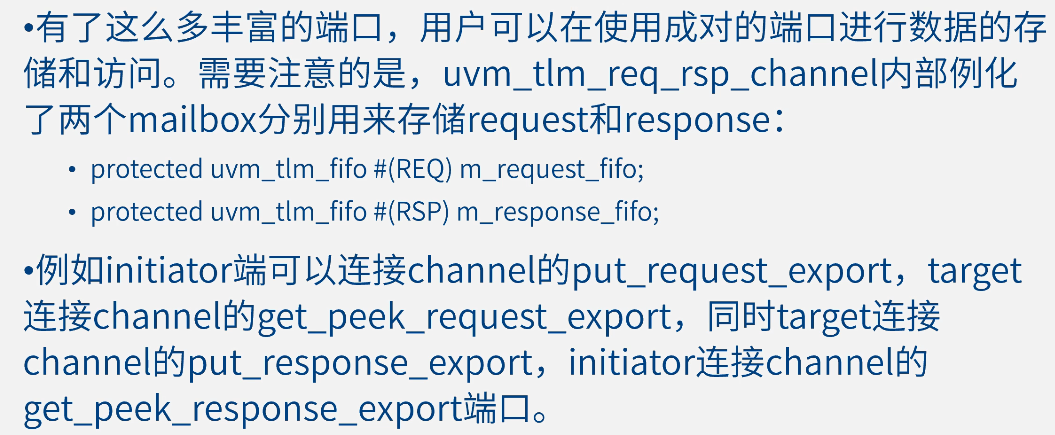 •有了这么多丰富的端口，用户可以在使用成对的端口进行数据的存
储和访问。需要注意的是，uvm_tlm_req_rsp_channel内部例化
了两个mailbox分别用来存储request和response：
• protected uvm_tlm_fifo #(REQ) m_request_fifo;
• protected uvm_tlm_fifo #(RSP) m_response_fifo;
•例如initiator端可以连接channel的put_request_export，target
连接channel的get_peek_request_export，同时target连接
channel的put_response_export，initiator连接channel的
get_peek_response_export端口。